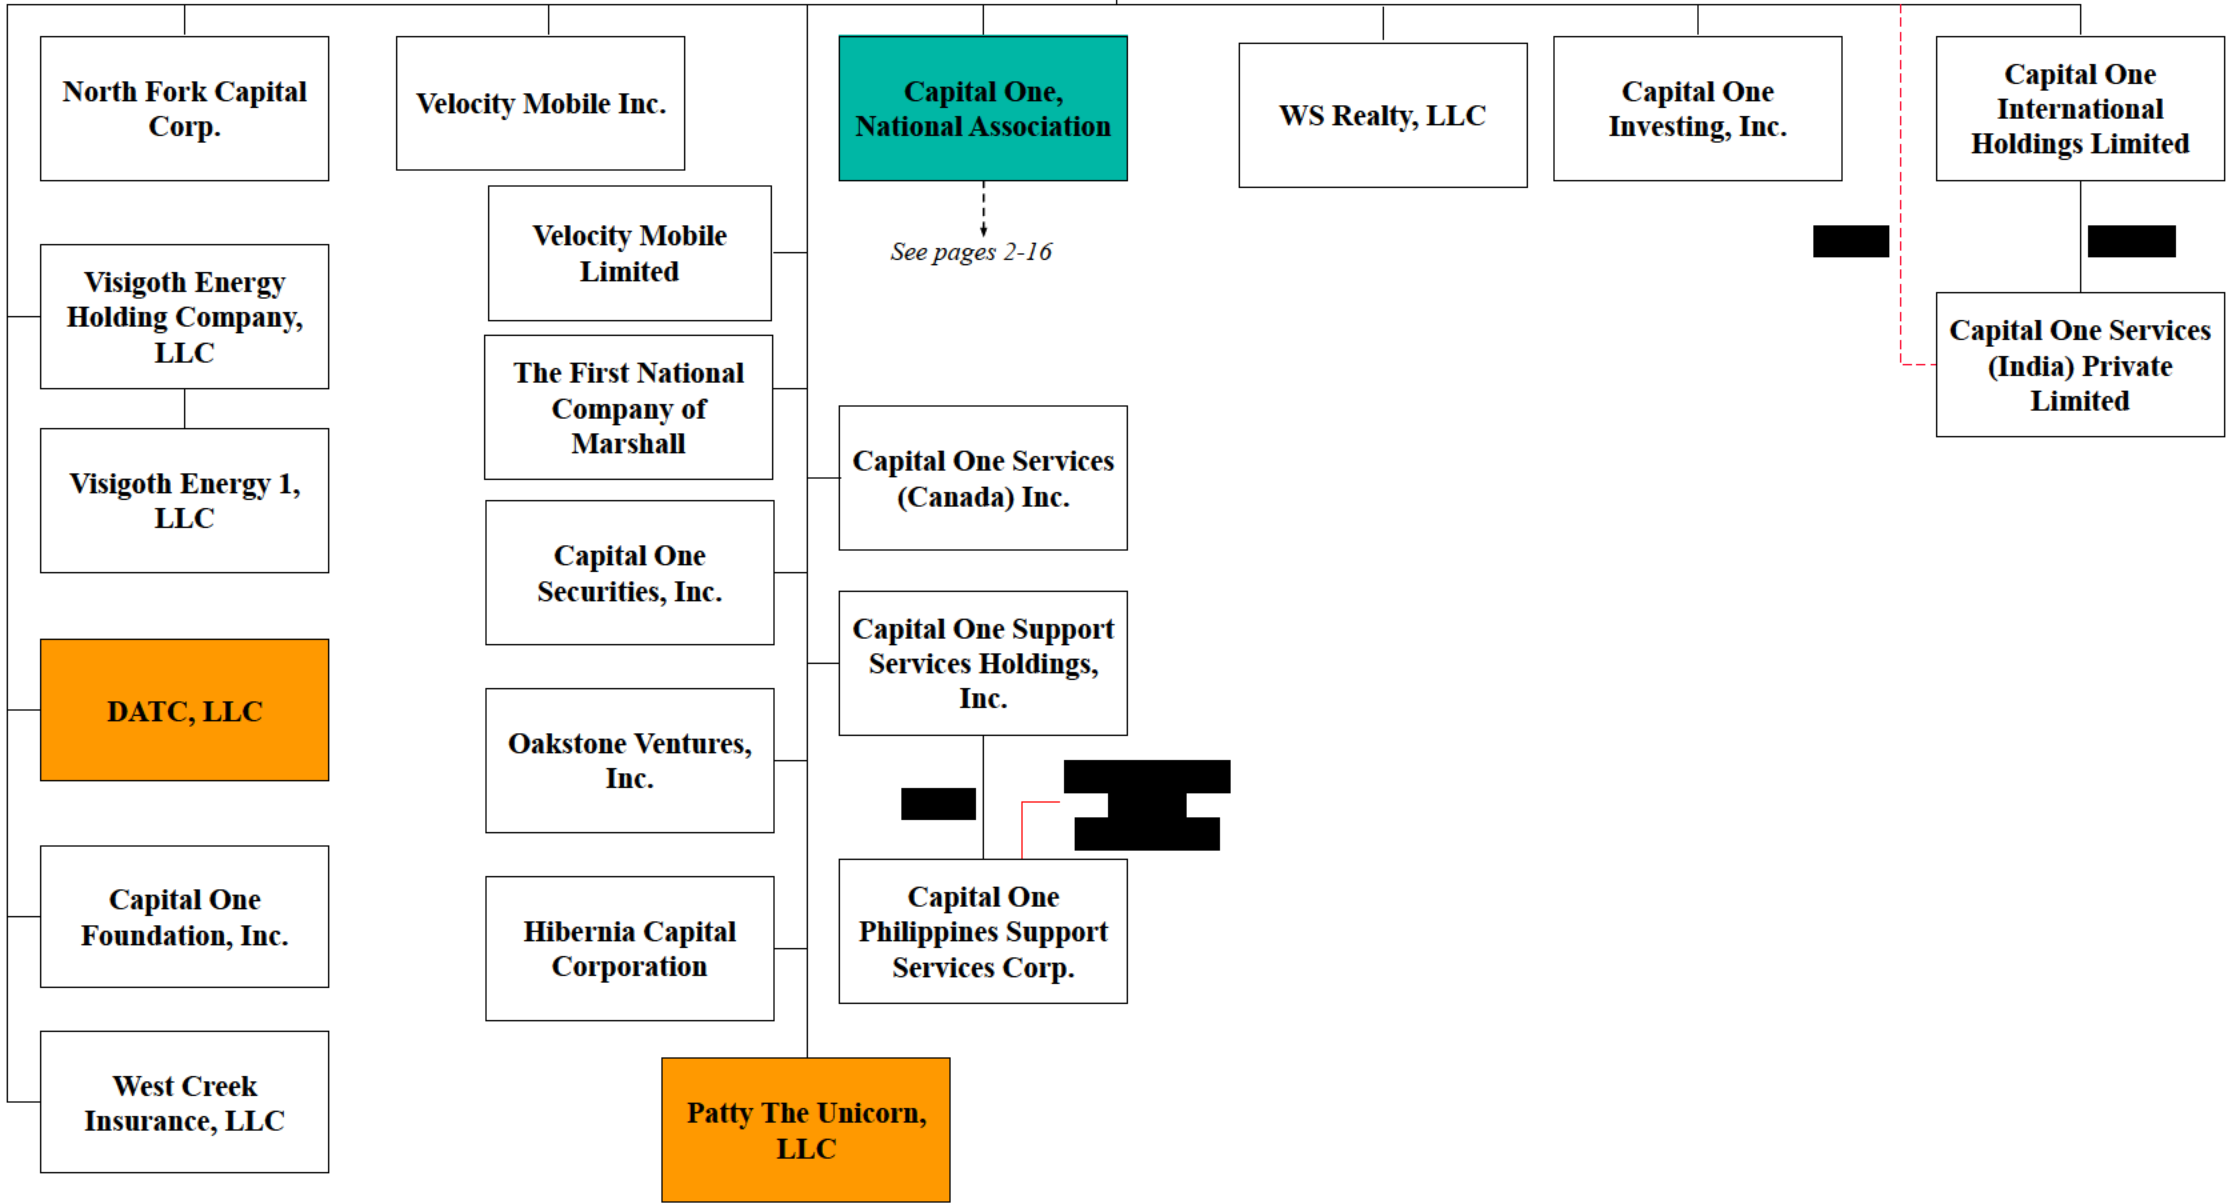 North Fork Capital
Corp.
Velocity Mobile Inc.
Capital One,
National Association
WS Realty, LLC
Capital One
Investing, Inc.
Capital One
International
Holdings Limited
Velocity Mobile
Limited
See pages 2-16
Visigoth Energy
Holding Company,
LLC
Capital One Services
(India) Private
Limited
The First National
Company of
Marshall
Capital One Services
(Canada) Inc.
Visigoth Energy 1,
LLC
Capital One
Securities, Inc.
Capital One Support
Services Holdings,
Inc.
DATC, LLC
Oakstone Ventures,
Inc.
Capital One
Foundation, Inc.
Hibernia Capital
Corporation
Capital One
Philippines Support
Services Corp.
West Creek
Insurance, LLC
Patty The Unicorn,
LLC